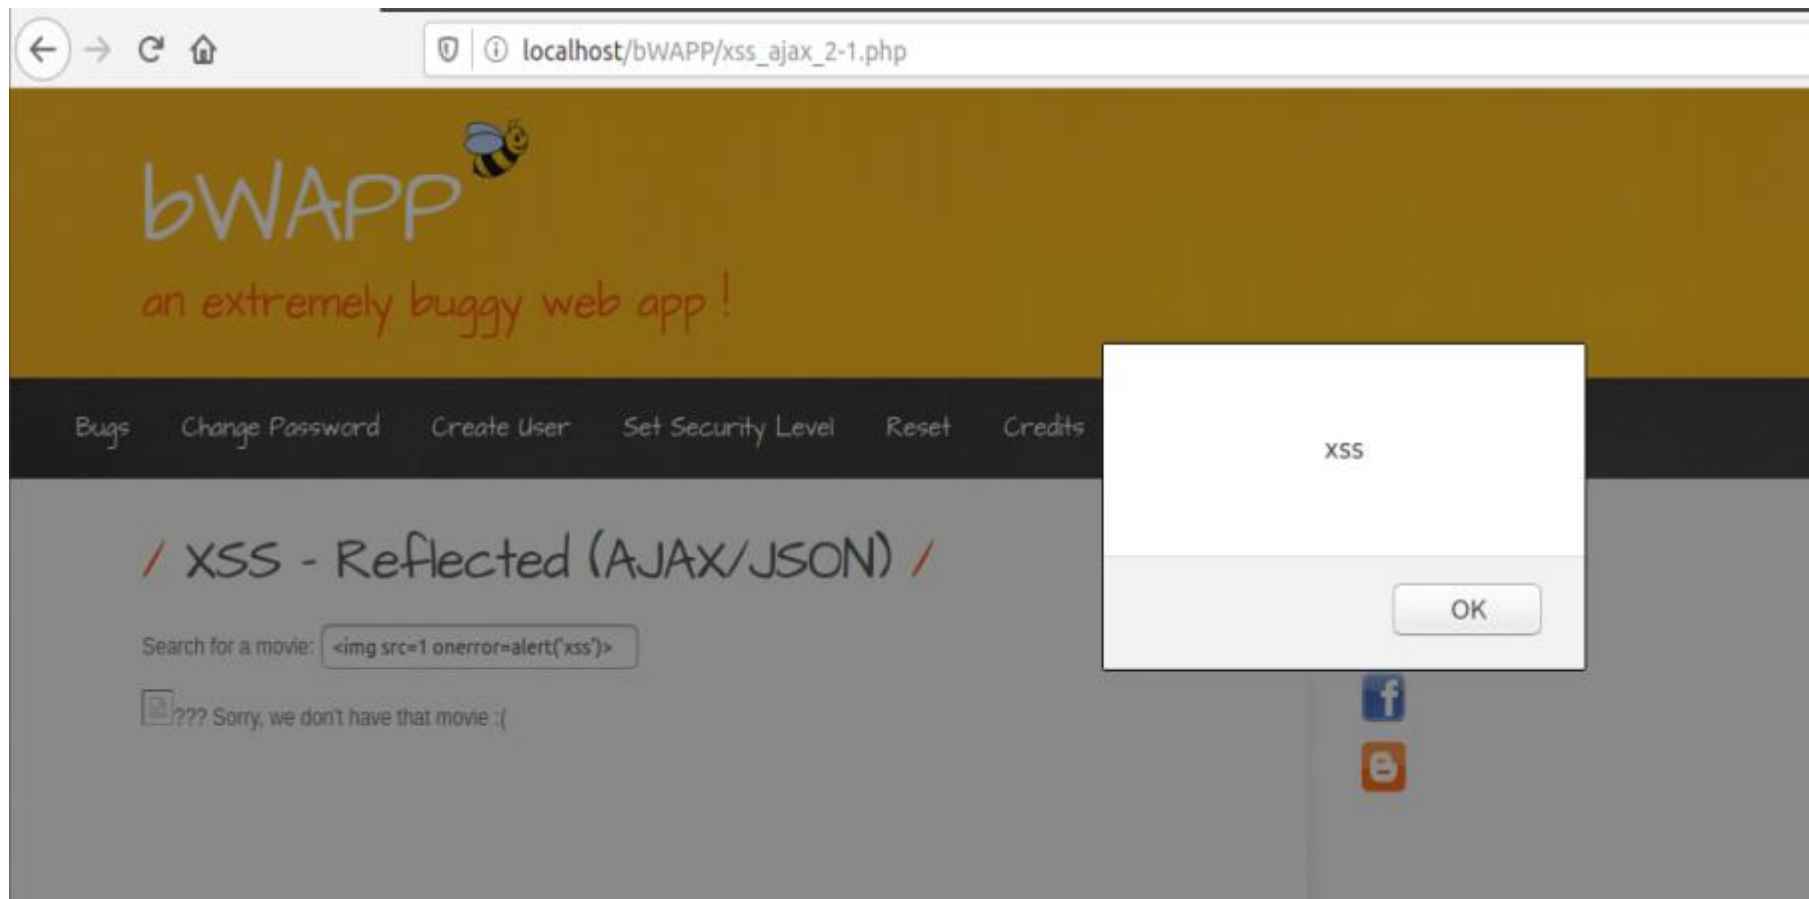 localhost/bWAPP/xss_ajax_2-1.php
bWAPP
an extremely buggy web app !
Bugs Change Password Create User Set Security Level Reset Credits
xss
OK
/ XSS - Reflected (AJAX/JSON) /
Search for a movie: <img src=1 onerror=alert('xss')>
??? Sorry, we don't have that movie :(